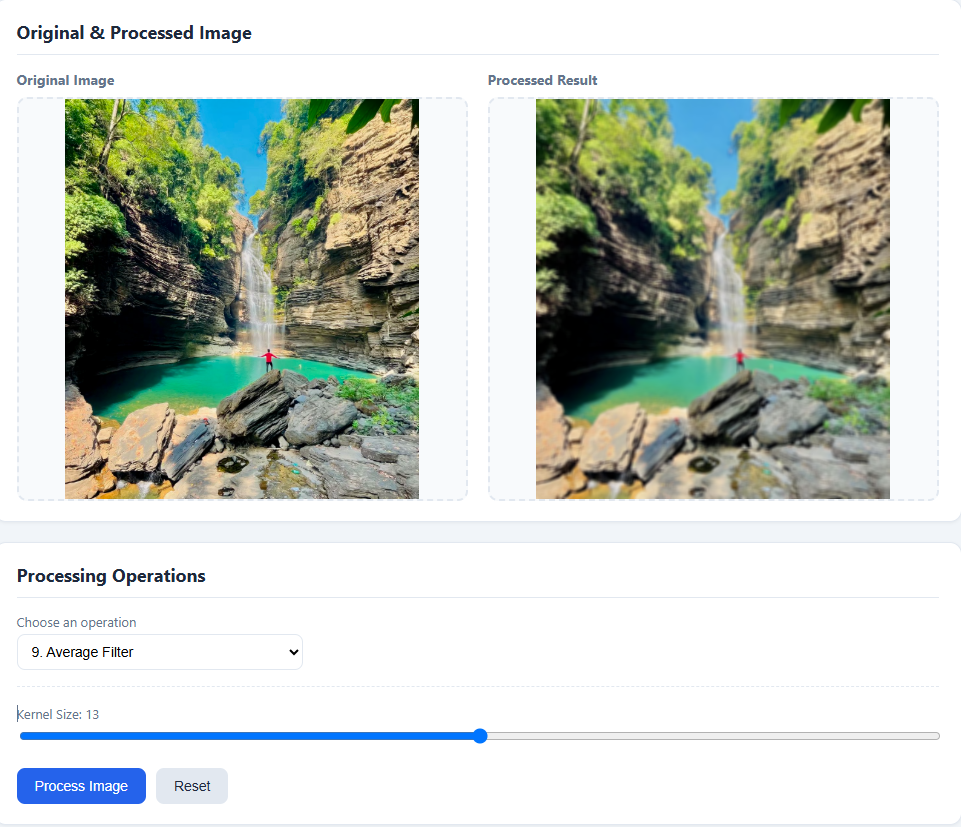 Original & Processed Image
Original Image
Processed Result
Processing Operations
Choose an operation
9. Average Filter
Kernel Size: 13
Process Image
Reset